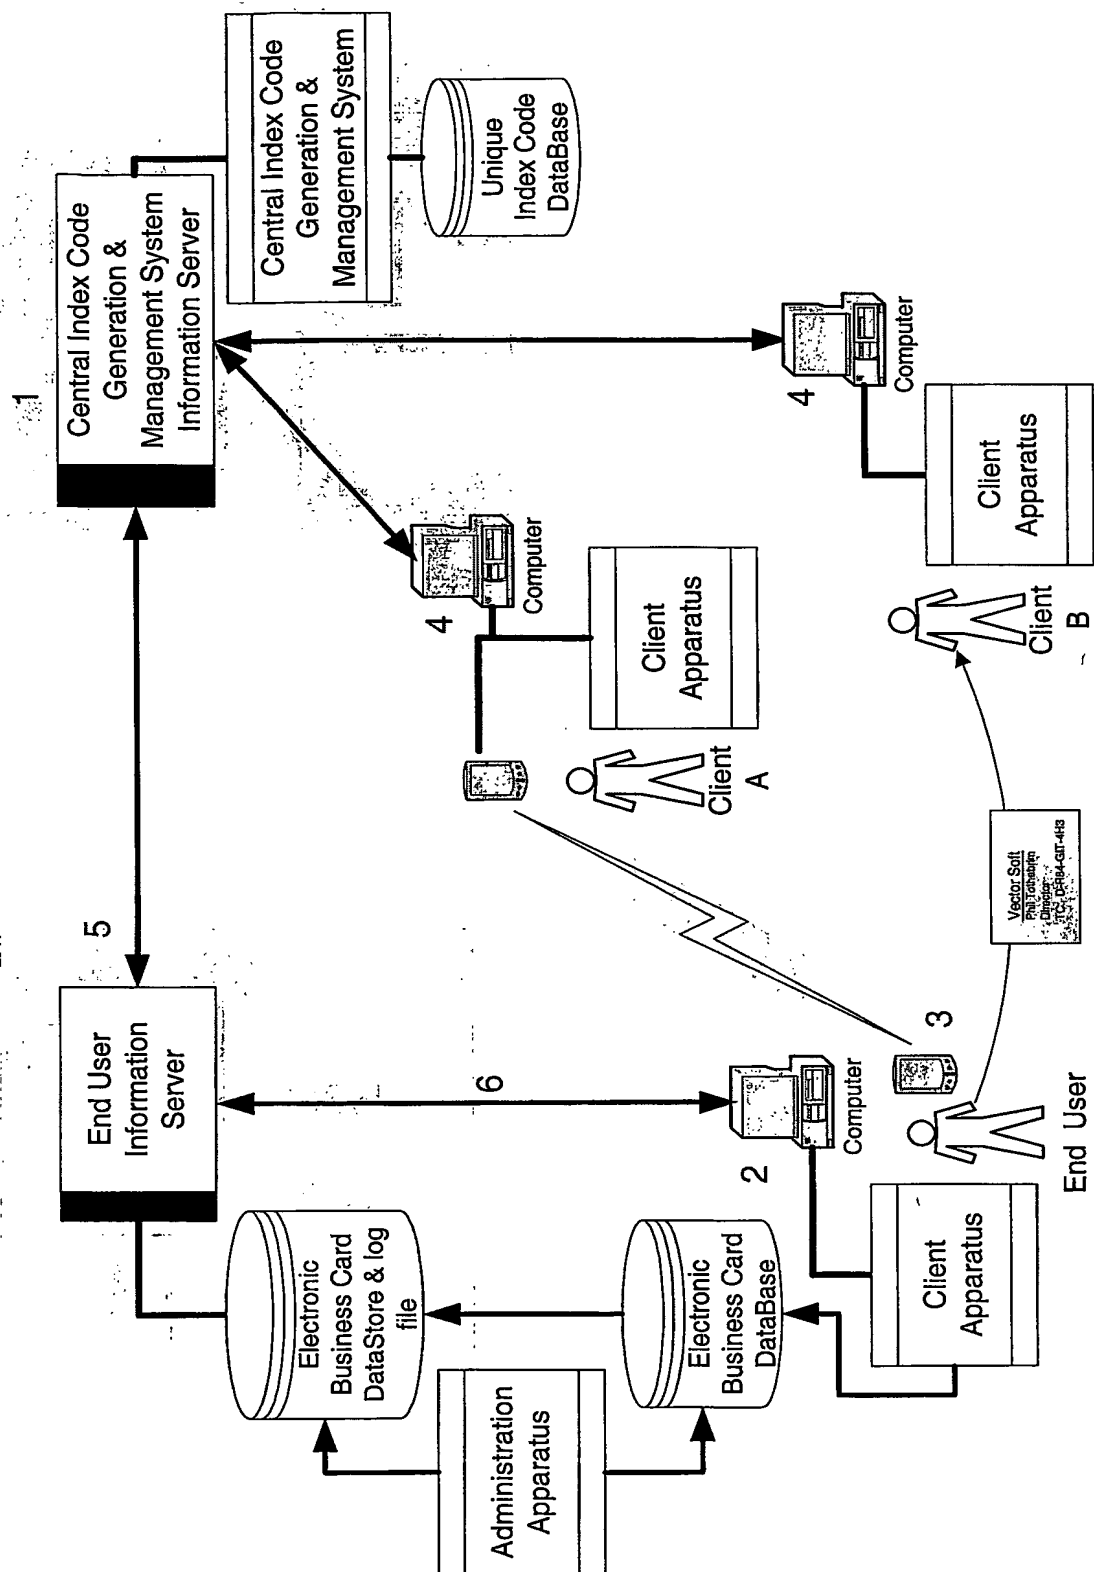 1
Central Index Code
Generation &
Management System
Information Server
Central Index Code
Generation &
Management System
Unique
Index Code
DataBase
5
End User
Information
Server
Electronic
Business Card
DataStore & log
file
Administration
Apparatus
Electronic
Business Card
DataBase
6
2
Computer
Client
Apparatus
3
End User
Vector Soft
Director
4
Computer
Client
Apparatus
Client
A
4
Computer
Client
Apparatus
Client
B